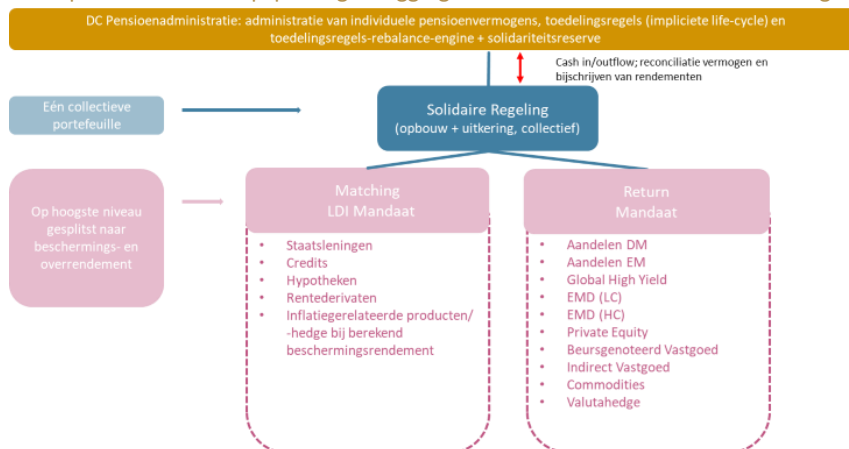 DC Pensioenadministratie: administratie van individuele pensioenvermogens, toedelingsregels (impliciete life-cycle) en
toedelingsregels-rebalance-engine + solidariteitsreserve
Cash in/outflow; reconciliatie vermogen en
bijschrijven van rendementen
Eén collectieve
portefeuille
Solidaire Regeling
(opbouw + uitkering, collectief)
Op hoogste niveau
gesplitst naar
beschermings- en
overrendement
Matching
LDI Mandaat
• Staatsleningen
• Credits
• Hypotheken
• Rentederivaten
• Inflatiegerelateerde producten/
-hedge bij berekend
beschermingsrendement
Return
Mandaat
• Aandelen DM
• Aandelen EM
• Global High Yield
• EMD (LC)
• EMD (HC)
• Private Equity
• Beursgenoteerd Vastgoed
• Indirect Vastgoed
• Commodities
• Valutahedge